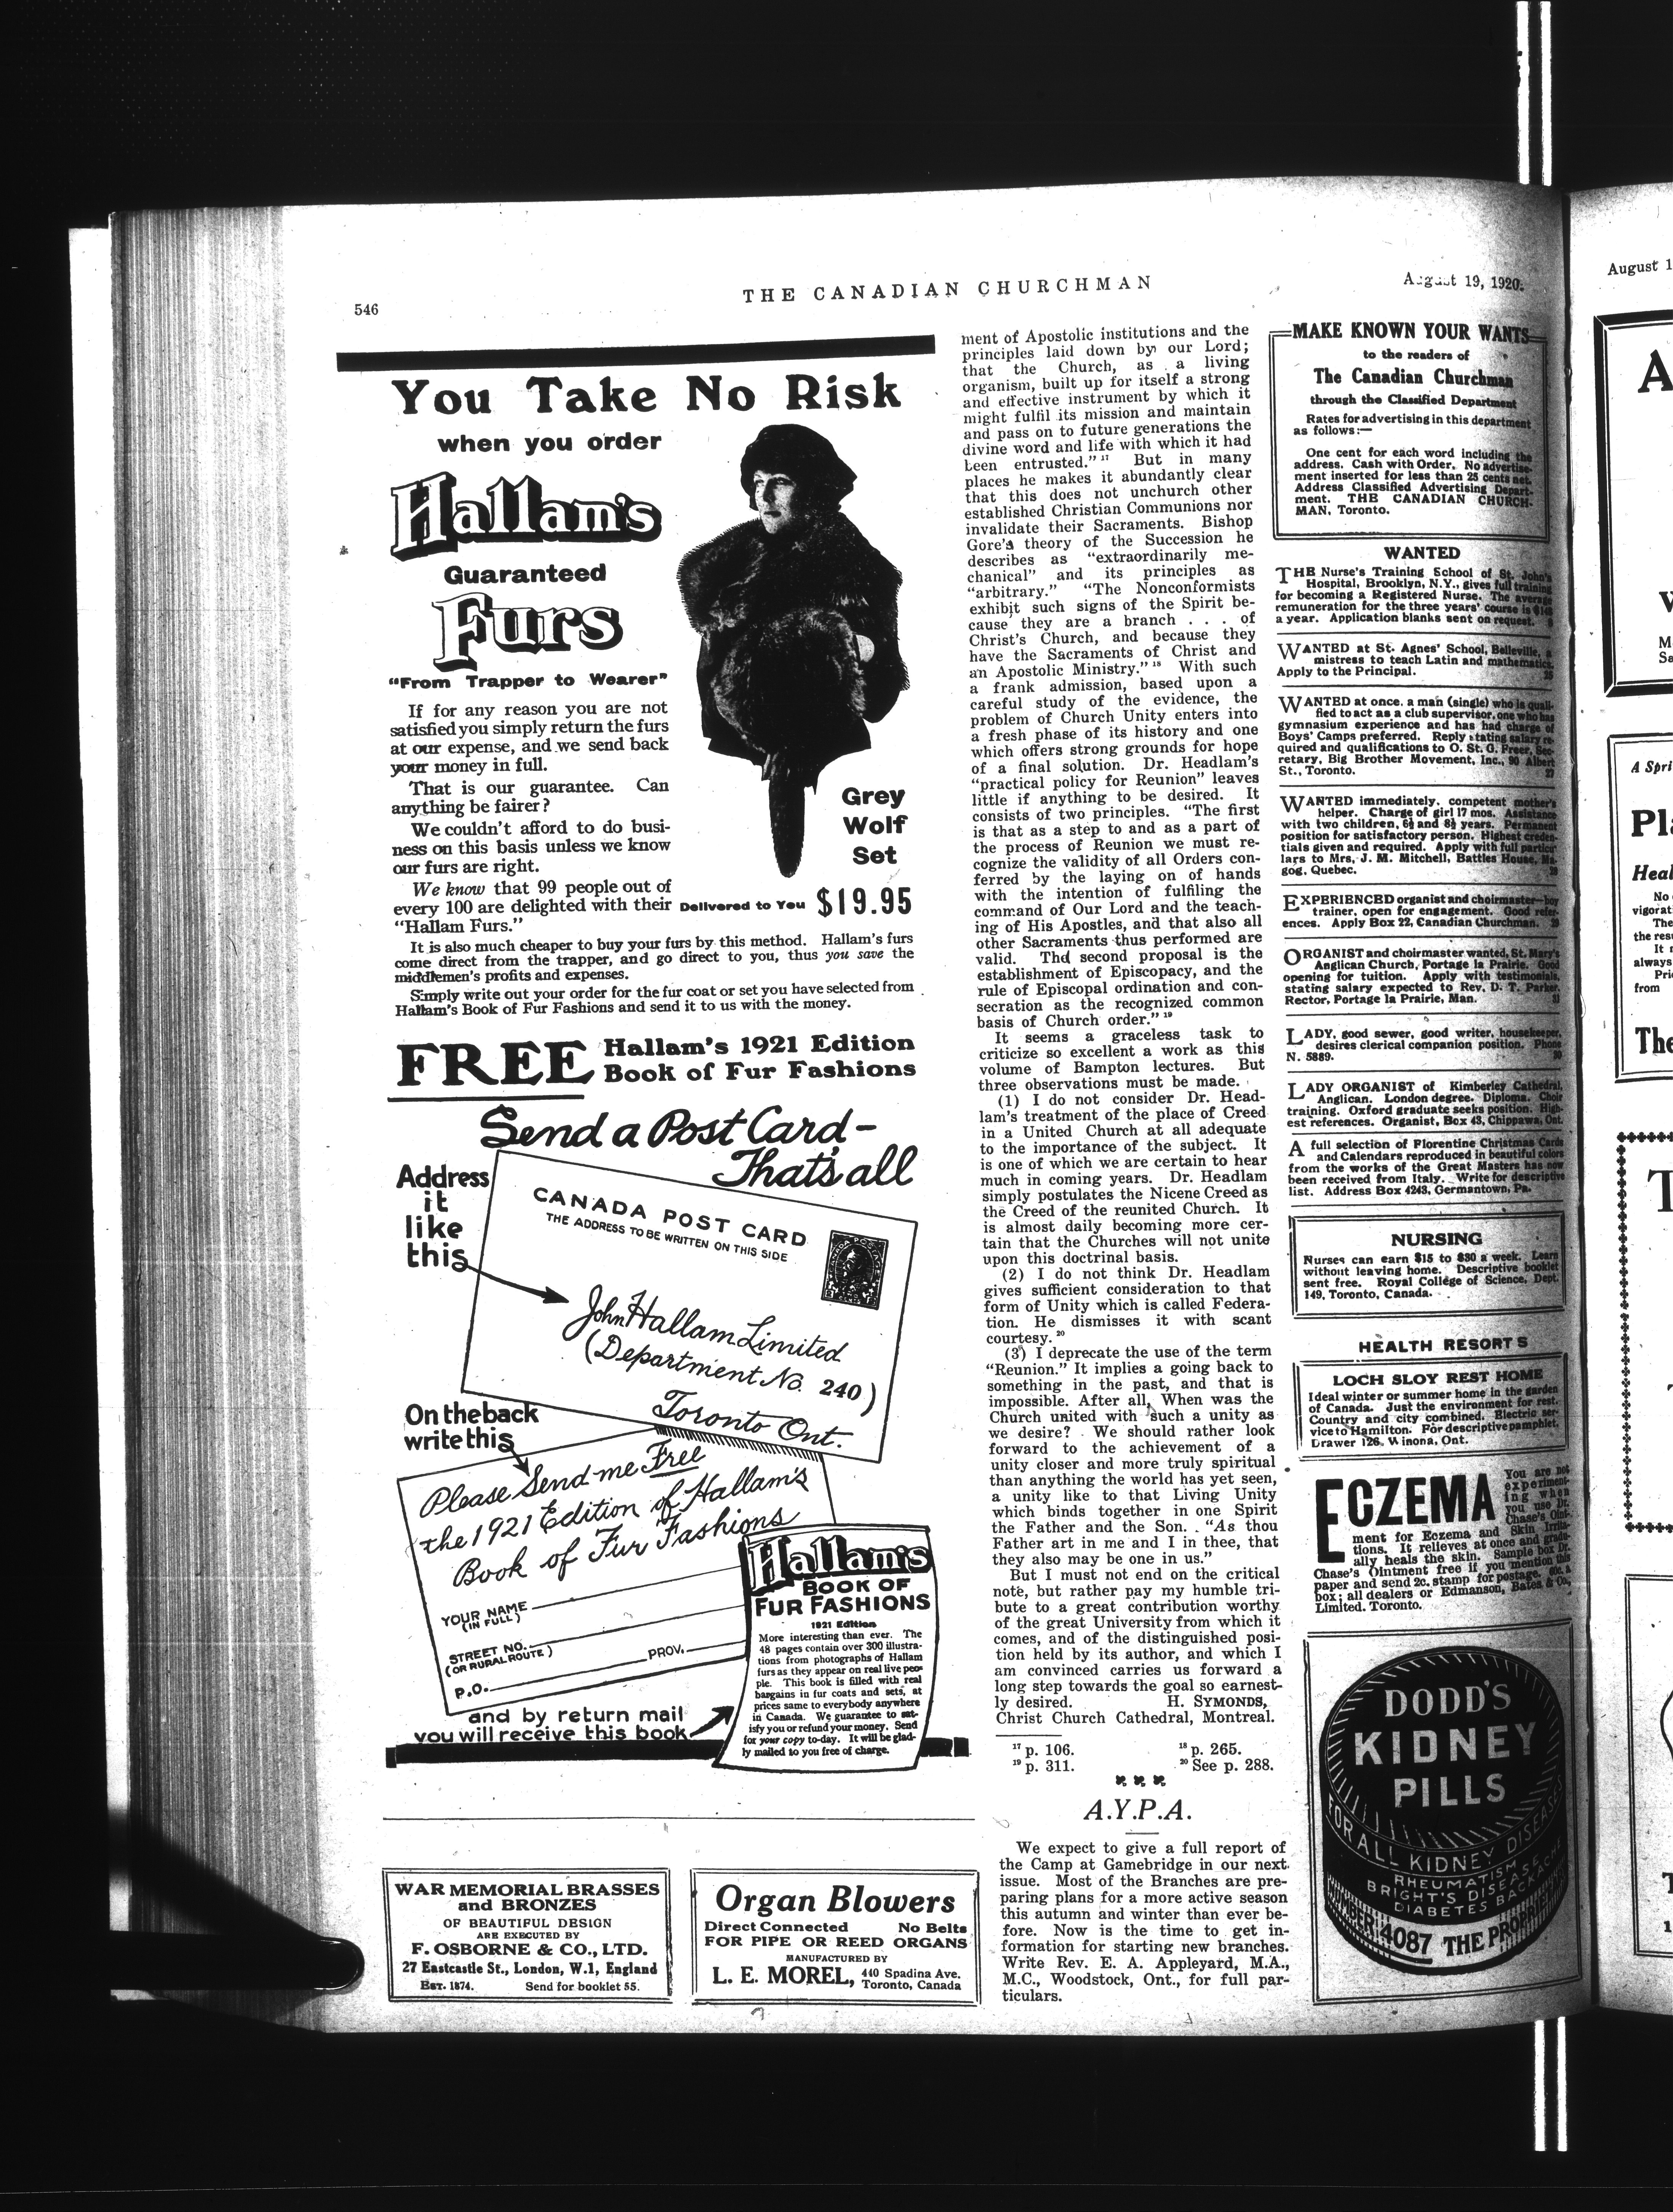 546
THE CANADIAN CHURCHMAN
August 19, 1920.
You Take No Risk
when you order
Hallam's
Guaranteed
Furs
"From Trapper to Wearer"
If for any reason you are not
satisfied you simply return the furs
at our expense, and we send back
your money in full.
That is our guarantee. Can
anything be fairer?
We couldn't afford to do busi-
ness on this basis unless we know
our furs are right.
We know that 99 people out of
every 100 are delighted with their
"Hallam Furs."
Grey
Wolf
Set
Delivered to You $19.95
It is also much cheaper to buy your furs by this method. Hallam's furs
come direct from the trapper, and go direct to you, thus you save the
middlemen's profits and expenses.
Simply write out your order for the fur coat or set you have selected from
Hallam's Book of Fur Fashions and send it to us with the money.
FREE Hallam's 1921 Edition
Book of Fur Fashions
Send a Post Card-
That's all
Address
it
like
this
CANADA POST CARD
THE ADDRESS TO BE WRITTEN ON THIS SIDE
John Hallam Limited
(Department No. 240)
Toronto Ont.
On the back
write this
Please Send me Free
the 1921 Edition of Hallam's
Book of Fur Fashions
YOUR NAME
(IN FULL)
STREET NO.
(OR RURAL ROUTE)
P.O. PROV.
and by return mail
you will receive this book
Hallam's
BOOK OF
FUR FASHIONS
1921 Edition
More interesting than ever. The
48 pages contain over 300 illustra-
tions from photographs of Hallam
furs as they appear on real live peo-
ple. This book is filled with real
bargains in fur coats and sets, at
prices same to everybody anywhere
in Canada. We guarantee to sat-
isfy you or refund your money. Send
for your copy to-day. It will be glad-
ly mailed to you free of charge.
WAR MEMORIAL BRASSES
and BRONZES
OF BEAUTIFUL DESIGN
ARE EXECUTED BY
F. OSBORNE & CO., LTD.
27 Eastcastle St., London, W.1, England
EST. 1874. Send for booklet 55.
Organ Blowers
Direct Connected No Belts
FOR PIPE OR REED ORGANS
MANUFACTURED BY
L. E. MOREL, 440 Spadina Ave.
Toronto, Canada
ment of Apostolic institutions and the
principles laid down by our Lord;
that the Church, as a living
organism, built up for itself a strong
and effective instrument by which it
might fulfil its mission and maintain
and pass on to future generations the
divine word and life with which it had
been entrusted." 17 But in many
places he makes it abundantly clear
that this does not unchurch other
established Christian Communions nor
invalidate their Sacraments. Bishop
Gore's theory of the Succession he
describes as "extraordinarily me-
chanical" and its principles as
"arbitrary." "The Nonconformists
exhibit such signs of the Spirit be-
cause they are a branch . . . of
Christ's Church, and because they
have the Sacraments of Christ and
an Apostolic Ministry." 18 With such
a frank admission, based upon a
careful study of the evidence, the
problem of Church Unity enters into
a fresh phase of its history and one
which offers strong grounds for hope
of a final solution. Dr. Headlam's
"practical policy for Reunion" leaves
little if anything to be desired. It
consists of two principles. "The first
is that as a step to and as a part of
the process of Reunion we must re-
cognize the validity of all Orders con-
ferred by the laying on of hands
with the intention of fulfiling the
command of Our Lord and the teach-
ing of His Apostles, and that also all
other Sacraments thus performed are
valid. The second proposal is the
establishment of Episcopacy, and the
rule of Episcopal ordination and con-
secration as the recognized common
basis of Church order." 19
It seems a graceless task to
criticize so excellent a work as this
volume of Bampton lectures. But
three observations must be made.
(1) I do not consider Dr. Head-
lam's treatment of the place of Creed
in a United Church at all adequate
to the importance of the subject. It
is one of which we are certain to hear
much in coming years. Dr. Headlam
simply postulates the Nicene Creed as
the Creed of the reunited Church. It
is almost daily becoming more cer-
tain that the Churches will not unite
upon this doctrinal basis.
(2) I do not think Dr. Headlam
gives sufficient consideration to that
form of Unity which is called Federa-
tion. He dismisses it with scant
courtesy. 20
(3) I deprecate the use of the term
"Reunion." It implies a going back to
something in the past, and that is
impossible. After all, When was the
Church united with such a unity as
we desire? We should rather look
forward to the achievement of a
unity closer and more truly spiritual
than anything the world has yet seen,
a unity like to that Living Unity
which binds together in one Spirit
the Father and the Son. . "As thou
Father art in me and I in thee, that
they also may be one in us."
But I must not end on the critical
note, but rather pay my humble tri-
bute to a great contribution worthy
of the great University from which it
comes, and of the distinguished posi-
tion held by its author, and which I
am convinced carries us forward a
long step towards the goal so earnest-
ly desired. H. SYMONDS,
Christ Church Cathedral, Montreal.
17 p. 106. 18 p. 265.
19 p. 311. 20 See p. 288.
A.Y.P.A.
We expect to give a full report of
the Camp at Gamebridge in our next
issue. Most of the Branches are pre-
paring plans for a more active season
this autumn and winter than ever be-
fore. Now is the time to get in-
formation for starting new branches.
Write Rev. E. A. Appleyard, M.A.,
M.C., Woodstock, Ont., for full par-
ticulars.
MAKE KNOWN YOUR WANTS
to the readers of
The Canadian Churchman
through the Classified Department
Rates for advertising in this department
as follows:—
One cent for each word including the
address. Cash with Order. No advertise-
ment inserted for less than 25 cents net.
Address Classified Advertising Depart-
ment. THE CANADIAN CHURCH-
MAN, Toronto.
WANTED
THE Nurse's Training School of St. John's
Hospital, Brooklyn, N.Y., gives full training
for becoming a Registered Nurse. The average
remuneration for the three years' course is
a year. Application blanks sent on request.
WANTED at St. Agnes' School, Belleville, a
mistress to teach Latin and mathematics.
Apply to the Principal.
WANTED at once, a man (single) who is quali-
fied to act as a club supervisor, one who has
gymnasium experience and has had charge of
Boys' Camps preferred. Reply stating salary re-
quired and qualifications to O. St. G. Freer, Sec-
retary, Big Brother Movement, Inc., 90 Albert
St., Toronto. 27
WANTED immediately, competent mother's
helper. Charge of girl 17 mos. Assistance
with two children, 6½ and 8½ years. Permanent
position for satisfactory person. Highest creden-
tials given and required. Apply with full particu-
lars to Mrs. J. M. Mitchell, Battles House, Ma-
gog, Quebec.
EXPERIENCED organist and choirmaster—boy
trainer, open for engagement. Good refer-
ences. Apply Box 22, Canadian Churchman.
ORGANIST and choirmaster wanted, St. Mary's
Anglican Church, Portage la Prairie. Good
opening for tuition. Apply with testimonials,
stating salary expected to Rev. D. T. Parker,
Rector, Portage la Prairie, Man. 31
LADY, good sewer, good writer, housekeeper,
desires clerical companion position. Phone
N. 5889. 30
LADY ORGANIST of Kimberley Cathedral,
Anglican. London degree. Diploma. Choir
training. Oxford graduate seeks position. High-
est references. Organist, Box 43, Chippawa, Ont.
A full selection of Florentine Christmas Cards
and Calendars reproduced in beautiful colors
from the works of the Great Masters has now
been received from Italy. Write for descriptive
list. Address Box 4243, Germantown, Pa.
NURSING
Nurses can earn $15 to $30 a week. Learn
without leaving home. Descriptive booklet
sent free. Royal College of Science, Dept.
149, Toronto, Canada.
HEALTH RESORTS
LOCH SLOY REST HOME
Ideal winter or summer home in the garden
of Canada. Just the environment for rest.
Country and city combined. Electric ser-
vice to Hamilton. For descriptive pamphlet.
Drawer 126, Winona, Ont.
ECZEMA You are not
experiment-
ing when
you use Dr.
Chase's Oint-
ment for Eczema and Skin Irrita-
tions. It relieves at once and gradu-
ally heals the skin. Sample box Dr.
Chase's Ointment free if you mention this
paper and send 2c. stamp for postage. 60c. a
box; all dealers or Edmanson, Bates & Co.,
Limited. Toronto.
DODD'S
KIDNEY
PILLS
FOR ALL KIDNEY DISEASES
RHEUMATISM
BRIGHT'S DISEASE
DIABETES BACKACHE
NUMBER 4087 THE PROPRI
August 1
A Spri
Heal
No
vigorat
The
the res
It
always
Pri
from
The